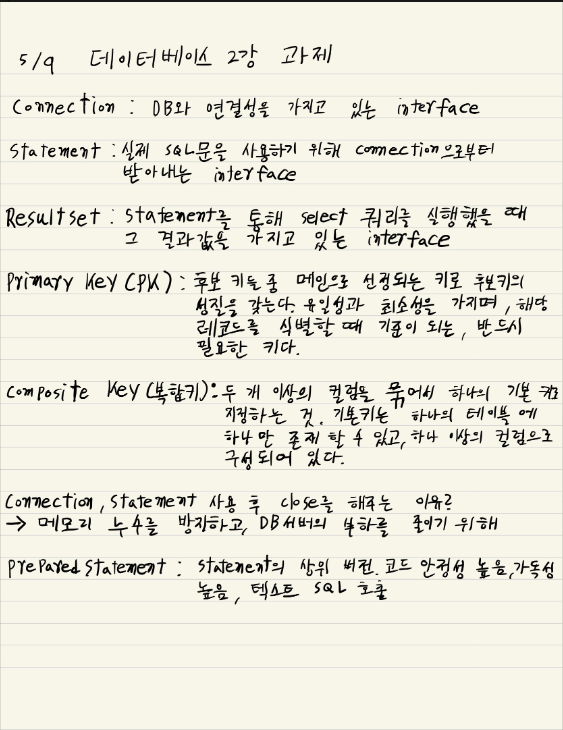 5/9 데이터베이스 2강 과제
Connection : DB와 연결성을 가지고 있는 interface
Statement : 실제 SQL문을 사용하기 위해 connection으로부터
받아내는 interface
Resultset : Statement를 통해 select 쿼리를 실행했을 때
그 결과값을 가지고 있는 interface
Primary Key (PK) : 후보 키들 중 메인으로 선정되는 키로 후보키의
성질을 갖는다. 유일성과 최소성을 가지며, 해당
레코드를 식별할 때 기준이 되는, 반드시
필요한 키다.
Composite Key (복합키) : 두 개 이상의 컬럼을 묶어서 하나의 기본 키로
지정하는 것. 기본키는 하나의 테이블에
하나만 존재할 수 있고, 하나 이상의 컬럼으로
구성되어 있다.
Connection, Statement 사용 후 close를 해주는 이유?
→ 메모리 누수를 방지하고, DB서버의 부하를 줄이기 위해
Prepared Statement : Statement의 상위 버전. 코드 안정성 높음, 가독성
높음, 텍스트 SQL 호출